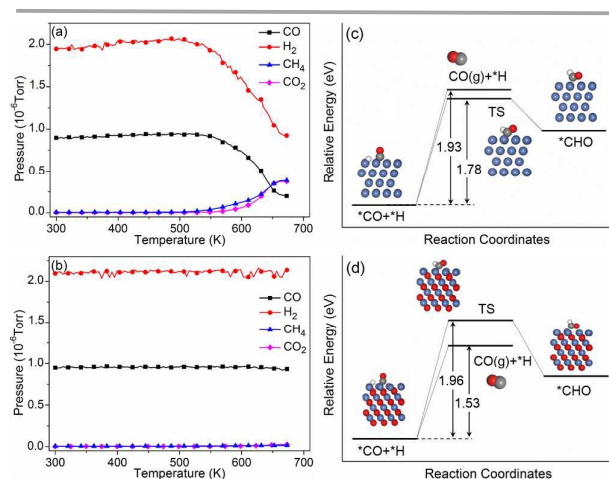 (a)
CO
H₂
CH₄
CO₂
2.0
1.5
1.0
0.5
0.0
Pressure (10⁻⁶Torr)
300 400 500 600 700
Temperature (K)
(b)
CO
H₂
CH₄
CO₂
2.0
1.5
1.0
0.5
0.0
Pressure (10⁻⁶Torr)
300 400 500 600 700
Temperature (K)
(c)
CO(g)+*H
TS
1.93
1.78
*CHO
*CO+*H
Relative Energy (eV)
Reaction Coordinates
(d)
TS
CO(g)+*H
1.96
1.53
*CHO
*CO+*H
Relative Energy (eV)
Reaction Coordinates